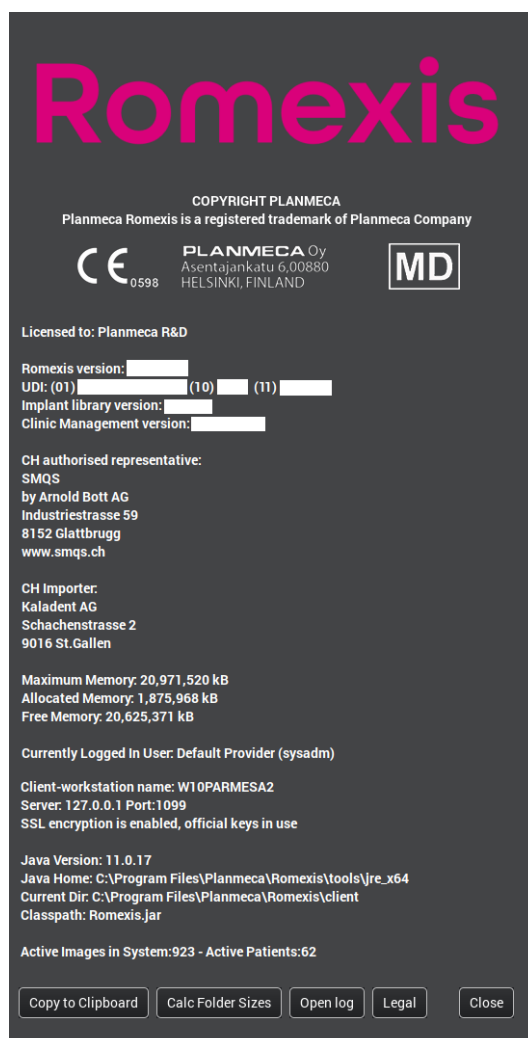 Romexis
COPYRIGHT PLANMECA
Planmeca Romexis is a registered trademark of Planmeca Company
CE 0598
PLANMECA Oy
Asentajankatu 6,00880
HELSINKI, FINLAND
MD
Licensed to: Planmeca R&D
Romexis version:
UDI: (01) (10) (11)
Implant library version:
Clinic Management version:
CH authorised representative:
SMQS
by Arnold Bott AG
Industriestrasse 59
8152 Glattbrugg
www.smqs.ch
CH Importer:
Kaladent AG
Schachenstrasse 2
9016 St.Gallen
Maximum Memory: 20,971,520 kB
Allocated Memory: 1,875,968 kB
Free Memory: 20,625,371 kB
Currently Logged In User: Default Provider (sysadm)
Client-workstation name: W10PARMESA2
Server: 127.0.0.1 Port:1099
SSL encryption is enabled, official keys in use
Java Version: 11.0.17
Java Home: C:\Program Files\Planmeca\Romexis\tools\jre_x64
Current Dir: C:\Program Files\Planmeca\Romexis\client
Classpath: Romexis.jar
Active Images in System:923 - Active Patients:62
Copy to Clipboard Calc Folder Sizes Open log Legal Close